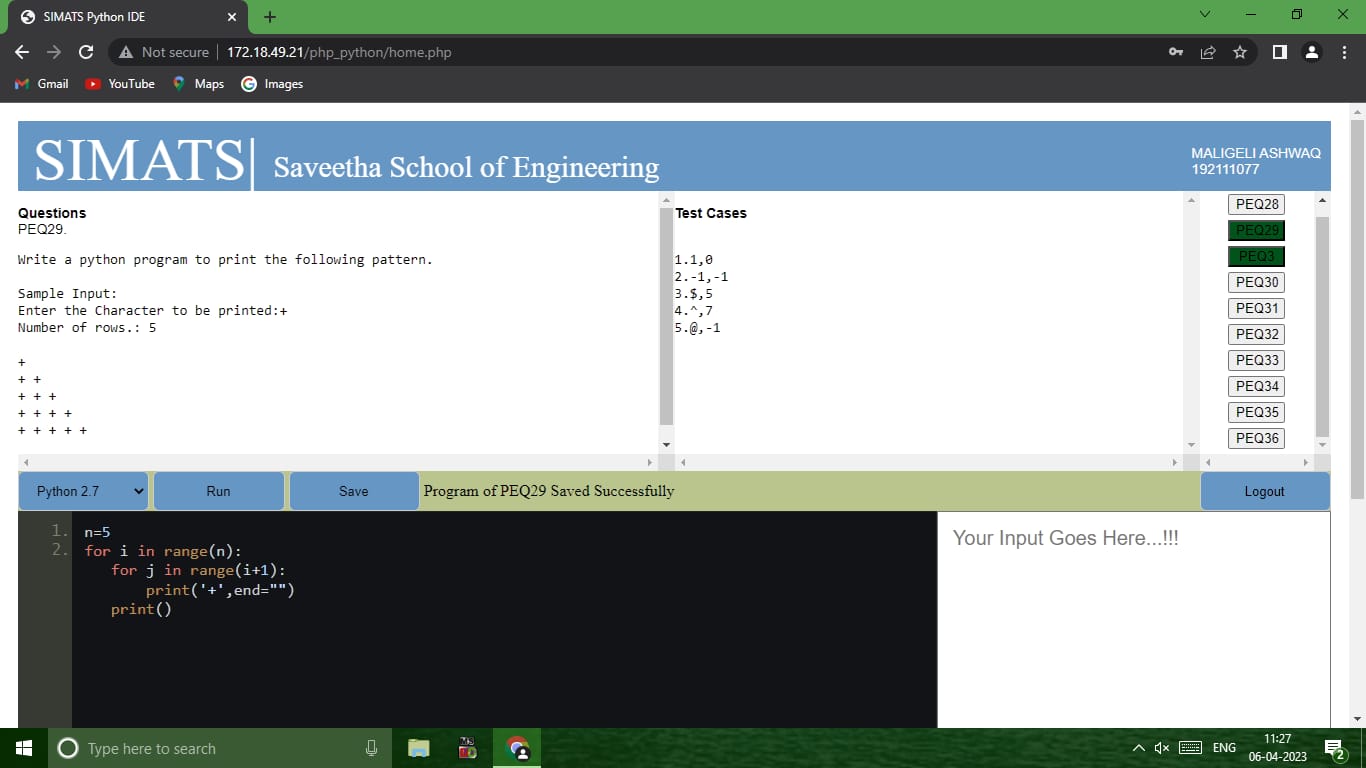 SIMATS Python IDE
Not secure
172.18.49.21/php_python/home.php
Gmail
YouTube
Maps
Images
SIMATS|
Saveetha School of Engineering
MALIGELI ASHWAQ
192111077
Questions
PEQ29.
Write a python program to print the following pattern.
Sample Input:
Enter the Character to be printed:+
Number of rows.: 5
+
+ +
+ + +
+ + + +
+ + + + +
Test Cases
1.1,0
2.-1,-1
3.$,5
4.^,7
5.@,-1
PEQ28
PEQ29
PEQ3
PEQ30
PEQ31
PEQ32
PEQ33
PEQ34
PEQ35
PEQ36
Python 2.7
Run
Save
Program of PEQ29 Saved Successfully
Logout
1. n=5
2. for i in range(n):
for j in range(i+1):
print('+',end="")
print()
Your Input Goes Here...!!!
Type here to search
ENG
11:27
06-04-2023
2